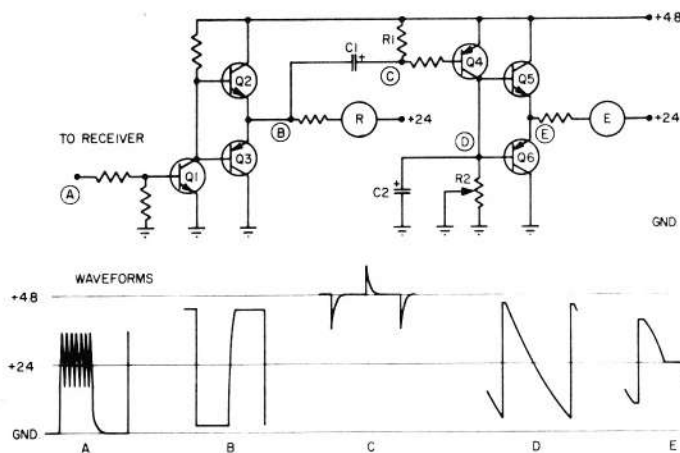 +48
R1
C1
+
Q4
C
Q2
Q5
B
R
+24
E
E
+24
TO RECEIVER
D
Q3
Q6
A
Q1
C2
+
R2
GND
WAVEFORMS
+48
+24
GND
A
B
C
D
E